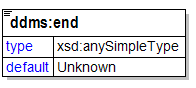 ddms:end
type xsd:anySimpleType
default Unknown